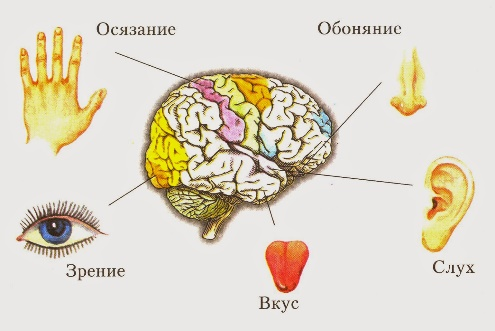 Осязание
Обоняние
Зрение
Вкус
Слух